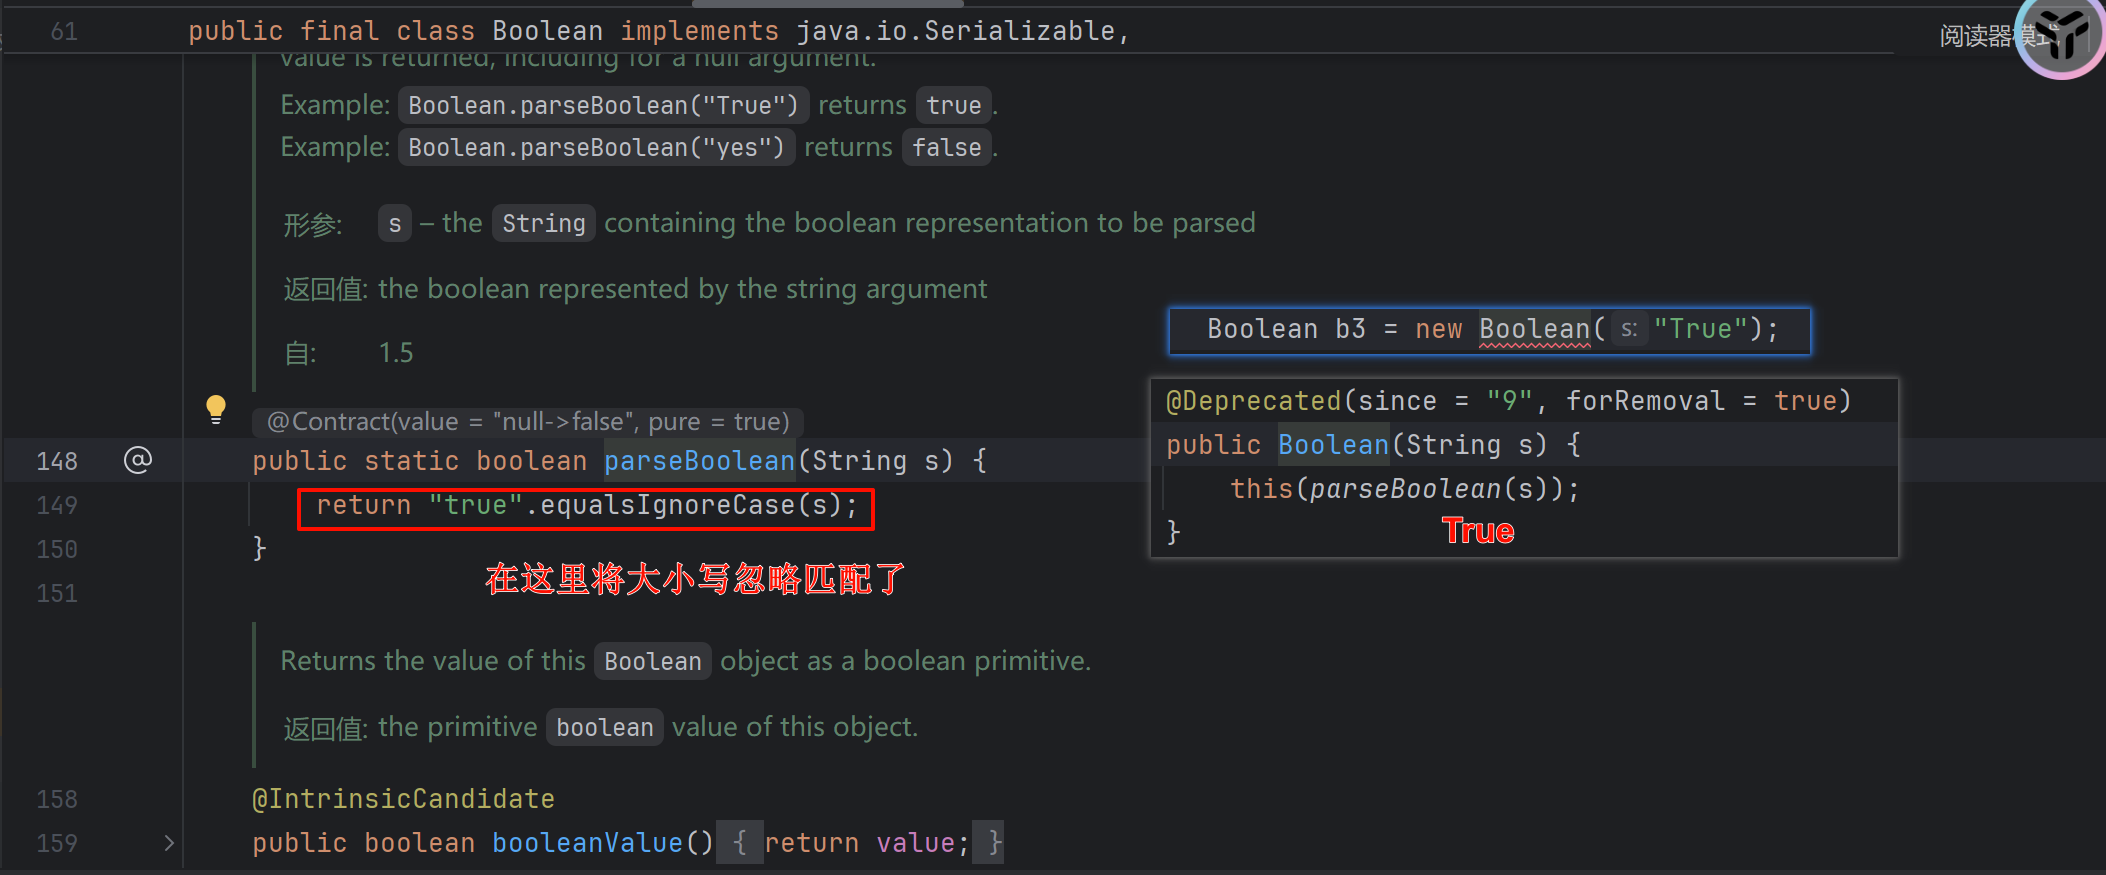 61 public final class Boolean implements java.io.Serializable,
阅读器模式
value is returned, including for a null argument.
Example: Boolean.parseBoolean("True") returns true.
Example: Boolean.parseBoolean("yes") returns false.
形参: s – the String containing the boolean representation to be parsed
返回值: the boolean represented by the string argument
自: 1.5
Boolean b3 = new Boolean( s: "True");
@Deprecated(since = "9", forRemoval = true)
public Boolean(String s) {
this(parseBoolean(s));
}
True
@Contract(value = "null->false", pure = true)
148 @ public static boolean parseBoolean(String s) {
149 return "true".equalsIgnoreCase(s);
150 }
在这里将大小写忽略匹配了
151
Returns the value of this Boolean object as a boolean primitive.
返回值: the primitive boolean value of this object.
158 @IntrinsicCandidate
159 public boolean booleanValue() { return value; }